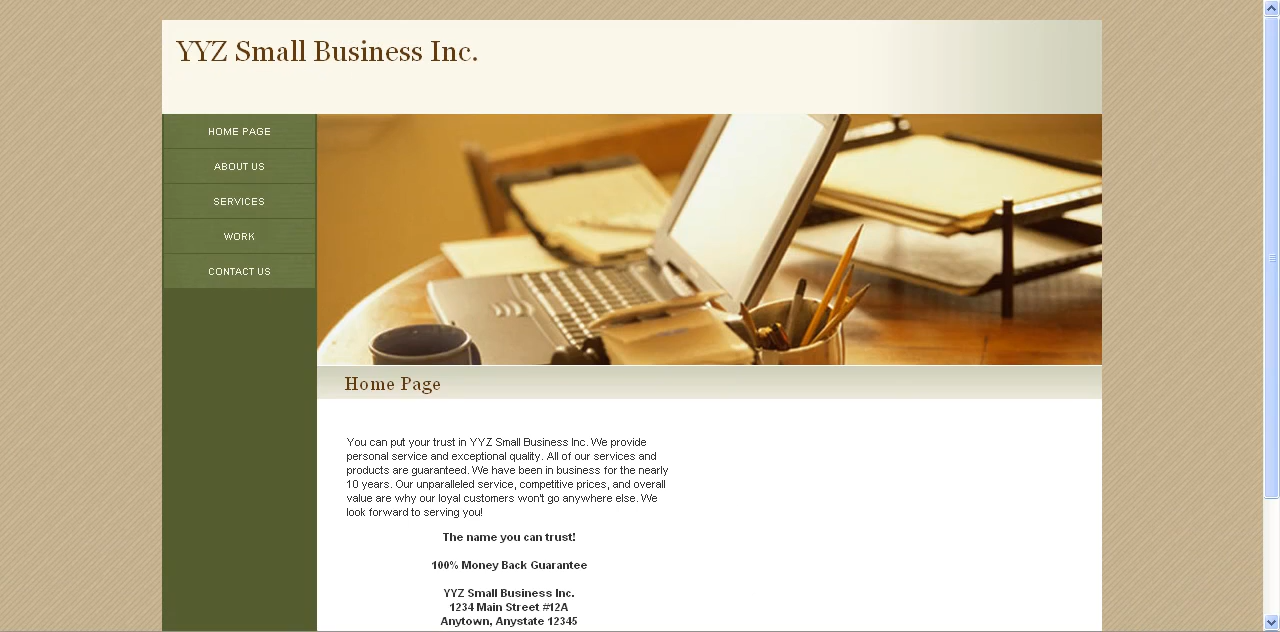 YYZ Small Business Inc.
HOME PAGE
ABOUT US
SERVICES
WORK
CONTACT US
Home Page
You can put your trust in YYZ Small Business Inc. We provide
personal service and exceptional quality. All of our services and
products are guaranteed. We have been in business for the nearly
10 years. Our unparalleled service, competitive prices, and overall
value are why our loyal customers won't go anywhere else. We
look forward to serving you!
The name you can trust!
100% Money Back Guarantee
YYZ Small Business Inc.
1234 Main Street #12A
Anytown, Anystate 12345